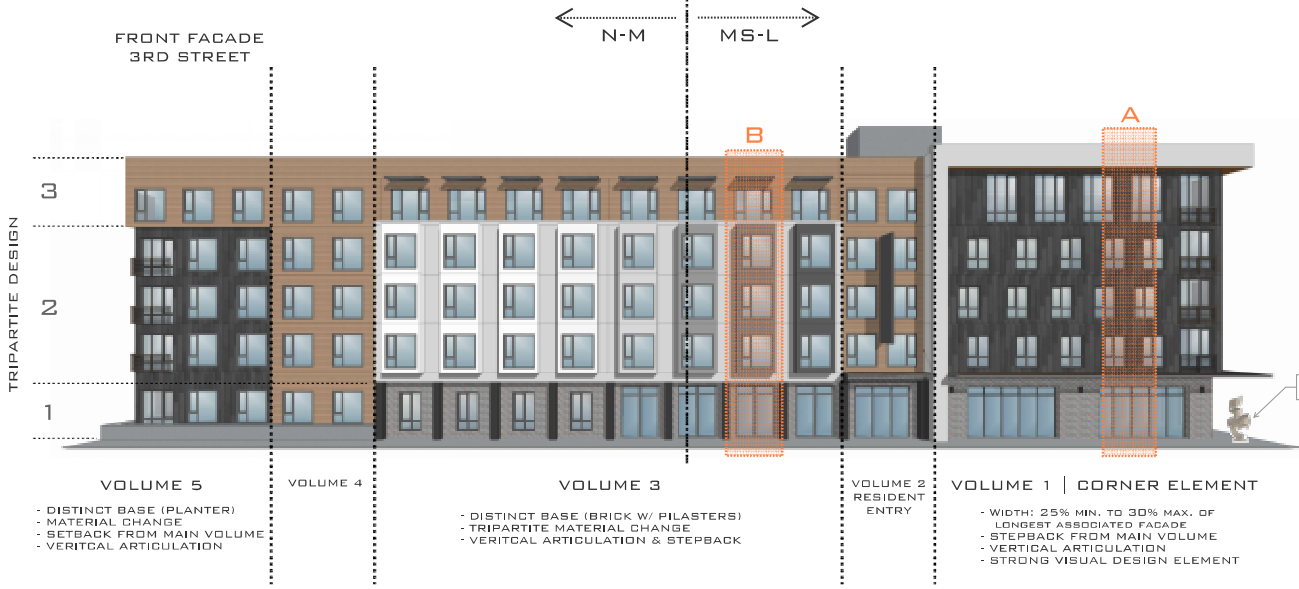 N-M
MS-L
FRONT FACADE
3RD STREET
B
A
TRIPARTITE DESIGN
3
2
1
VOLUME 5
- DISTINCT BASE (PLANTER)
- MATERIAL CHANGE
- SETBACK FROM MAIN VOLUME
- VERITCAL ARTICULATION
VOLUME 4
VOLUME 3
- DISTINCT BASE (BRICK W/ PILASTERS)
- TRIPARTITE MATERIAL CHANGE
- VERITCAL ARTICULATION & STEPBACK
VOLUME 2
RESIDENT
ENTRY
VOLUME 1 | CORNER ELEMENT
- WIDTH: 25% MIN. TO 30% MAX. OF
LONGEST ASSOCIATED FACADE
- STEPBACK FROM MAIN VOLUME
- VERTICAL ARTICULATION
- STRONG VISUAL DESIGN ELEMENT